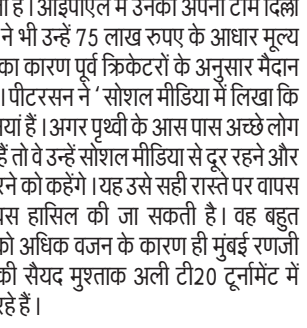 है । आईपीएल में उनकी अपनी टीम दिल्ली
ने भी उन्हें 75 लाख रुपए के आधार मूल्य
का कारण पूर्व क्रिकेटरों के अनुसार मैदान
। पीटरसन ने ‘सोशल मीडिया में लिखा कि
यां हैं । अगर पृथ्वी के आस पास अच्छे लोग
हैं तो वे उन्हें सोशल मीडिया से दूर रहने और
रने को कहेंगे । यह उसे सही रास्ते पर वापस
स हासिल की जा सकती है। वह बहुत
को अधिक वजन के कारण ही मुंबई रणजी
की सैयद मुश्ताक अली टी20 टूर्नामेंट में
रहे हैं ।